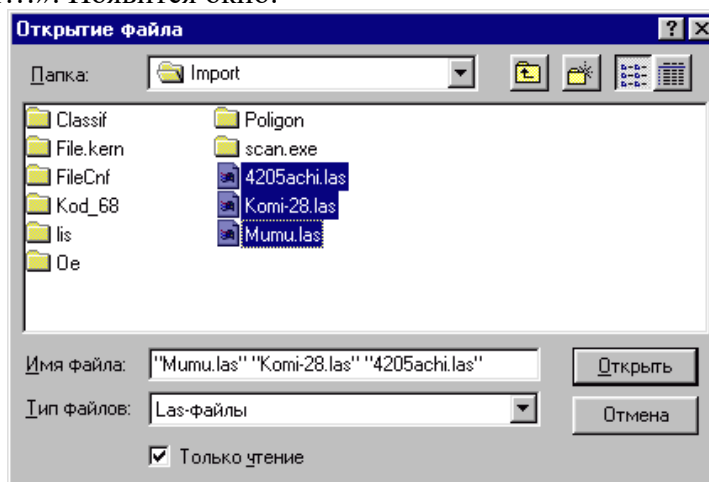 Открытие файла
Папка: Import
Classif Poligon
File.kern scan.exe
FileCnf 4205achi.las
Kod_68 Komi-28.las
lis Mumu.las
Oe
Имя файла: "Mumu.las" "Komi-28.las" "4205achi.las" Открыть
Тип файлов: Las-файлы Отмена
Только чтение